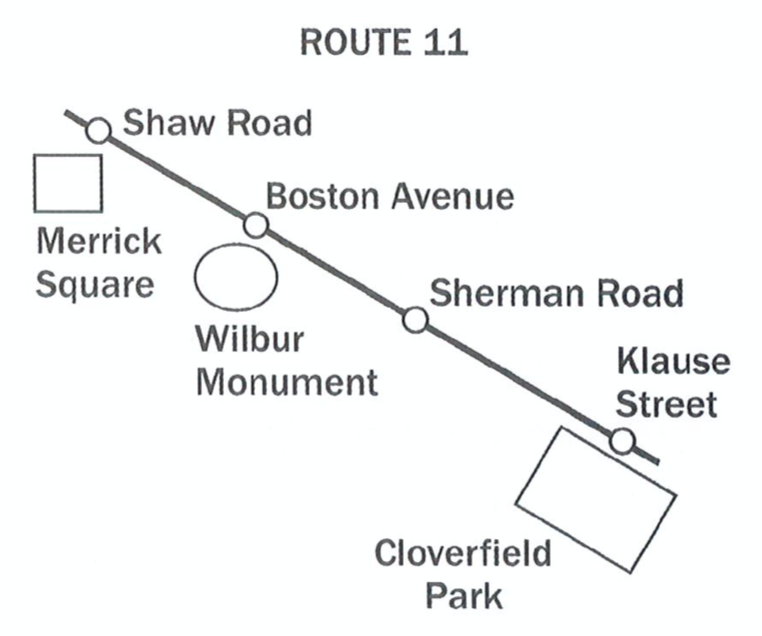 ROUTE 11
Shaw Road
Boston Avenue
Merrick
Square
Sherman Road
Wilbur
Monument
Klause
Street
Cloverfield
Park